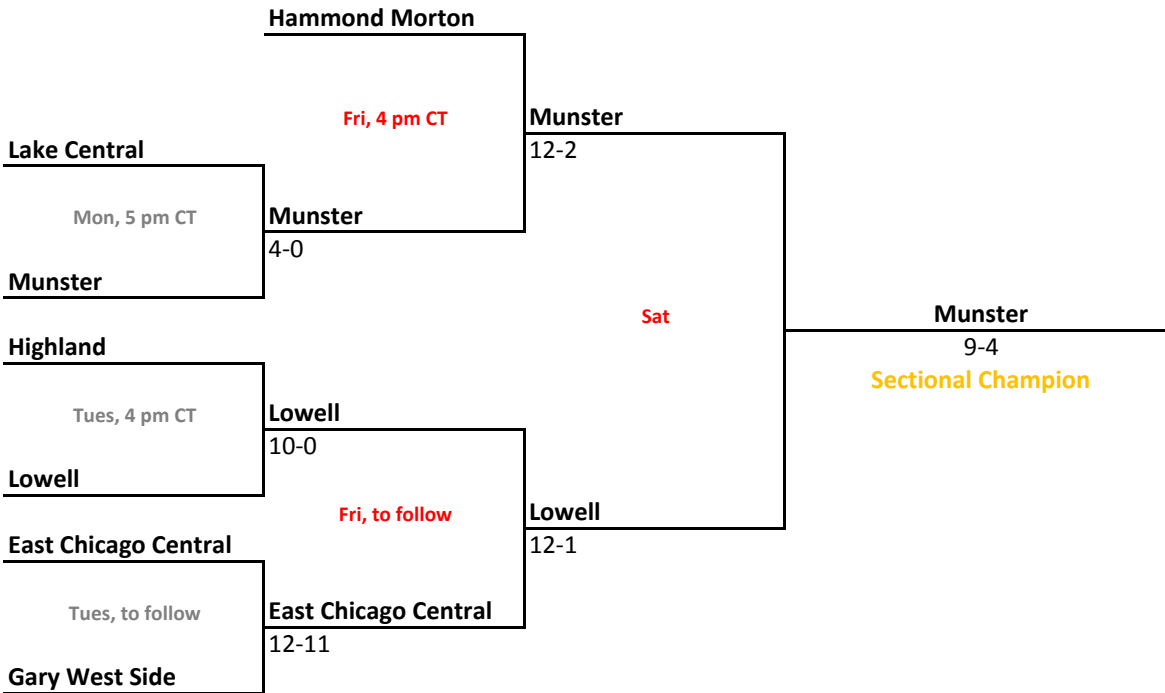 Hammond Morton
Fri, 4 pm CT
Munster
Lake Central
12-2
Mon, 5 pm CT
Munster
4-0
Munster
Sat
Munster
Highland
9-4
Sectional Champion
Tues, 4 pm CT
Lowell
10-0
Lowell
Fri, to follow
Lowell
East Chicago Central
12-1
Tues, to follow
East Chicago Central
12-11
Gary West Side